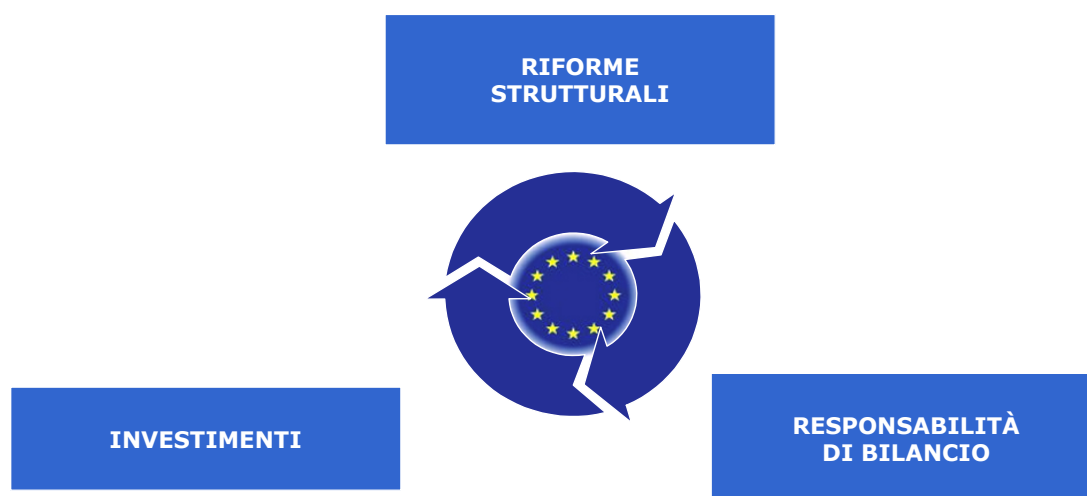 RIFORME
STRUTTURALI
INVESTIMENTI
RESPONSABILITÀ
DI BILANCIO